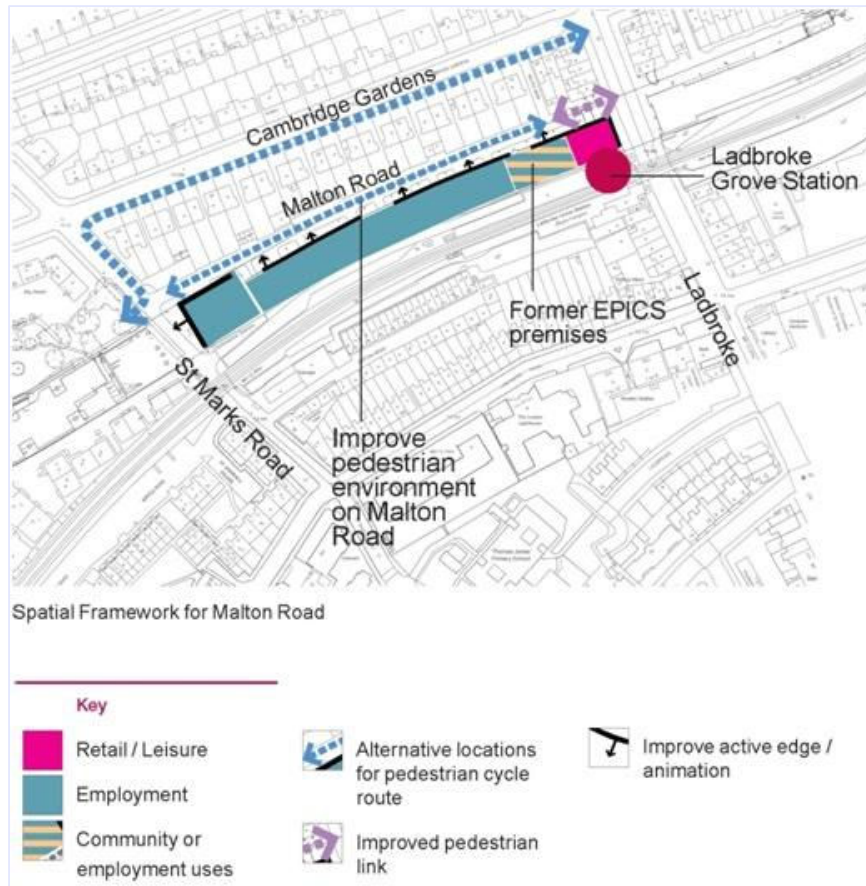 Cambridge Gardens
Malton Road
Ladbroke
Grove Station
Former EPICS
premises
Ladbroke
St Marks Road
Improve
pedestrian
environment
on Malton
Road
Spatial Framework for Malton Road
Key
Retail / Leisure
Employment
Community or
employment uses
Alternative locations
for pedestrian cycle
route
Improved pedestrian
link
Improve active edge /
animation